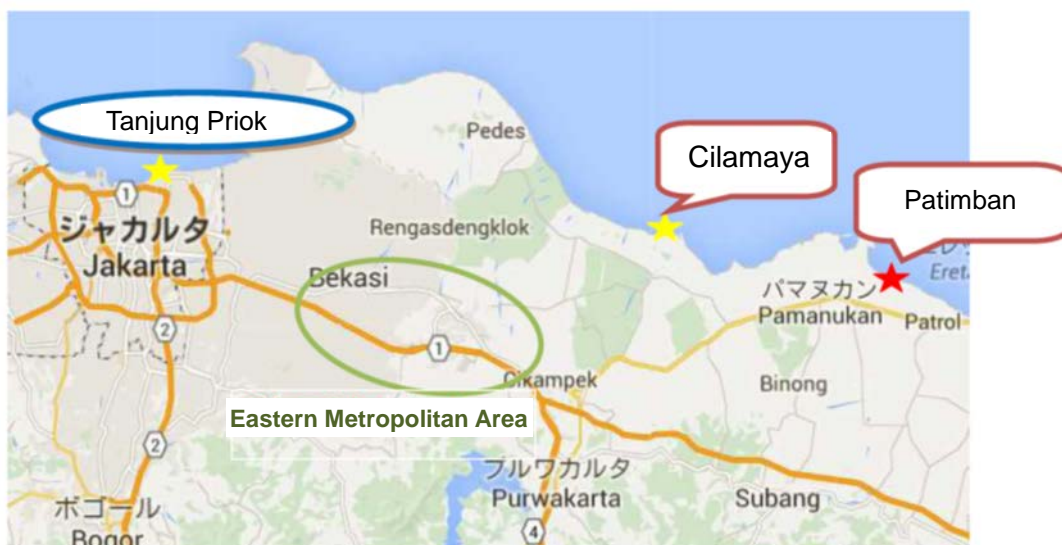 Tanjung Priok
Pedes
Cilamaya
Patimban
1
ジャカルタ
Jakarta
Rengasdengklok
Bekasi
Eret
パマヌカン
Pamanukan
Patrol
2
1
Cikampek
Binong
Eastern Metropolitan Area
2
プルワカルタ
Purwakarta
Subang
ボゴール
Bogor
4